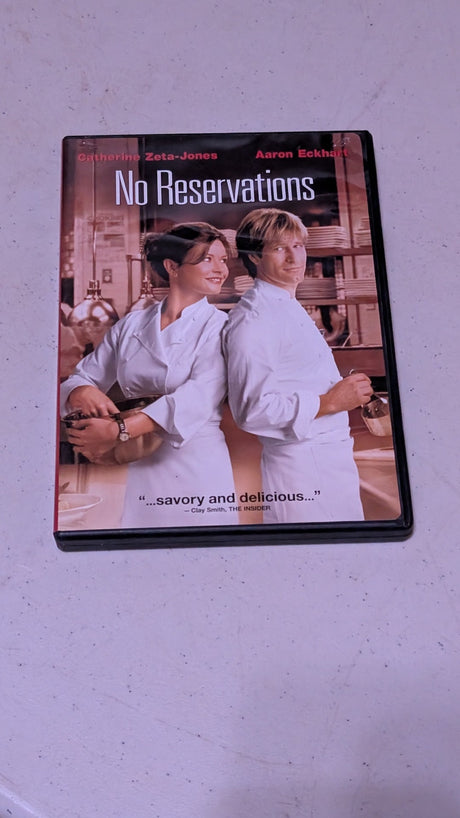 Catherine Zeta-Jones Aaron Eckhart
No Reservations
“...savory and delicious...”
— Clay Smith, THE INSIDER